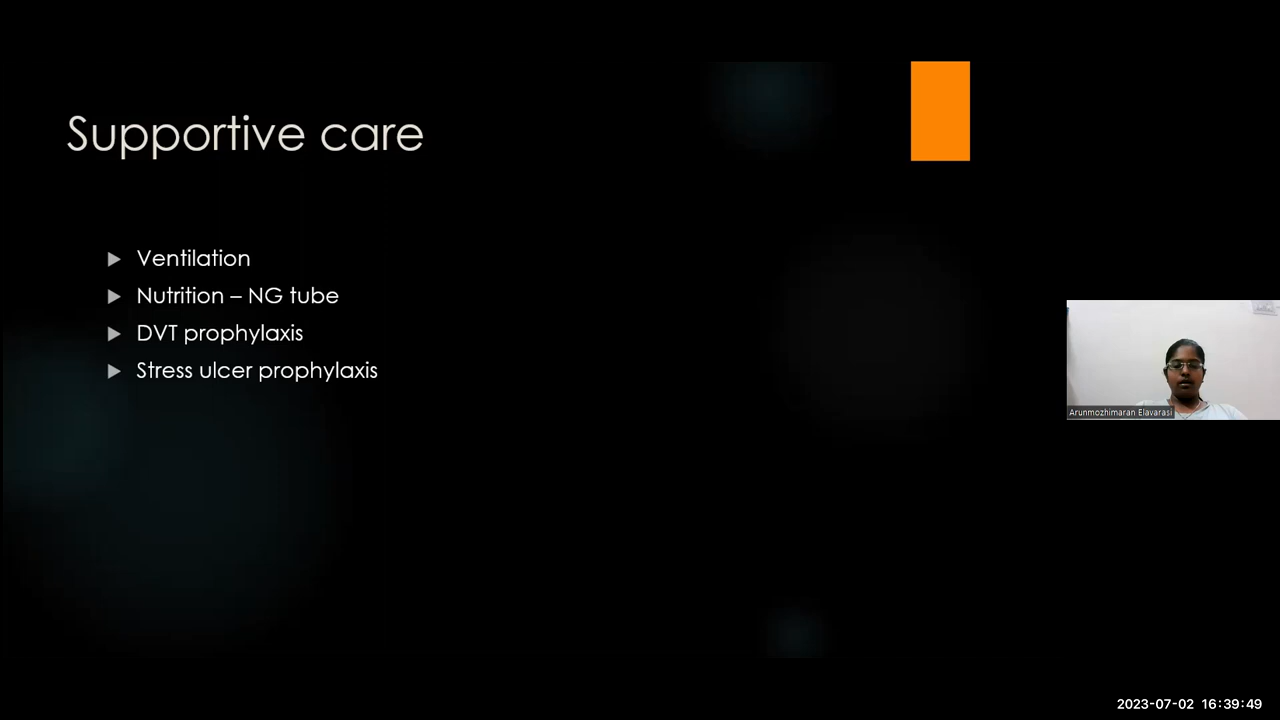 Supportive care
Ventilation
Nutrition – NG tube
DVT prophylaxis
Stress ulcer prophylaxis
Arunmozhimaran Elavarasi
2023-07-02 16:39:49